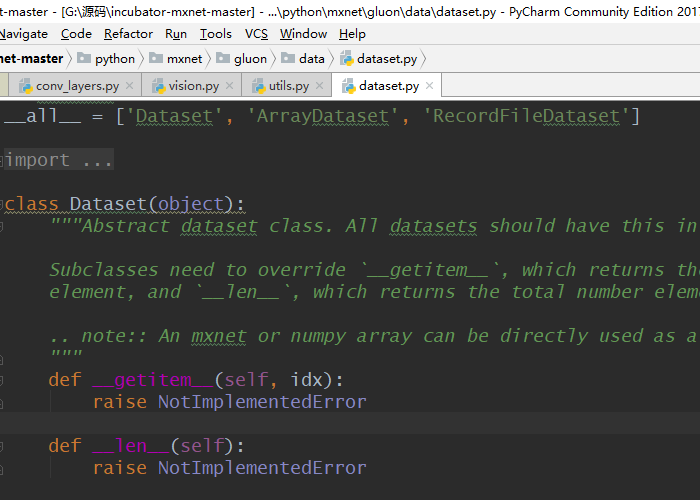 t-master - [G:\源码\incubator-mxnet-master] - ...\python\mxnet\gluon\data\dataset.py - PyCharm Community Edition 2017
Navigate Code Refactor Run Tools VCS Window Help
net-master python mxnet gluon data dataset.py
conv_layers.py vision.py utils.py dataset.py
__all__ = ['Dataset', 'ArrayDataset', 'RecordFileDataset']
import ...
class Dataset(object):
"""Abstract dataset class. All datasets should have this in
Subclasses need to override `__getitem__`, which returns the
element, and `__len__`, which returns the total number elem
.. note:: An mxnet or numpy array can be directly used as a
"""
def __getitem__(self, idx):
raise NotImplementedError
def __len__(self):
raise NotImplementedError